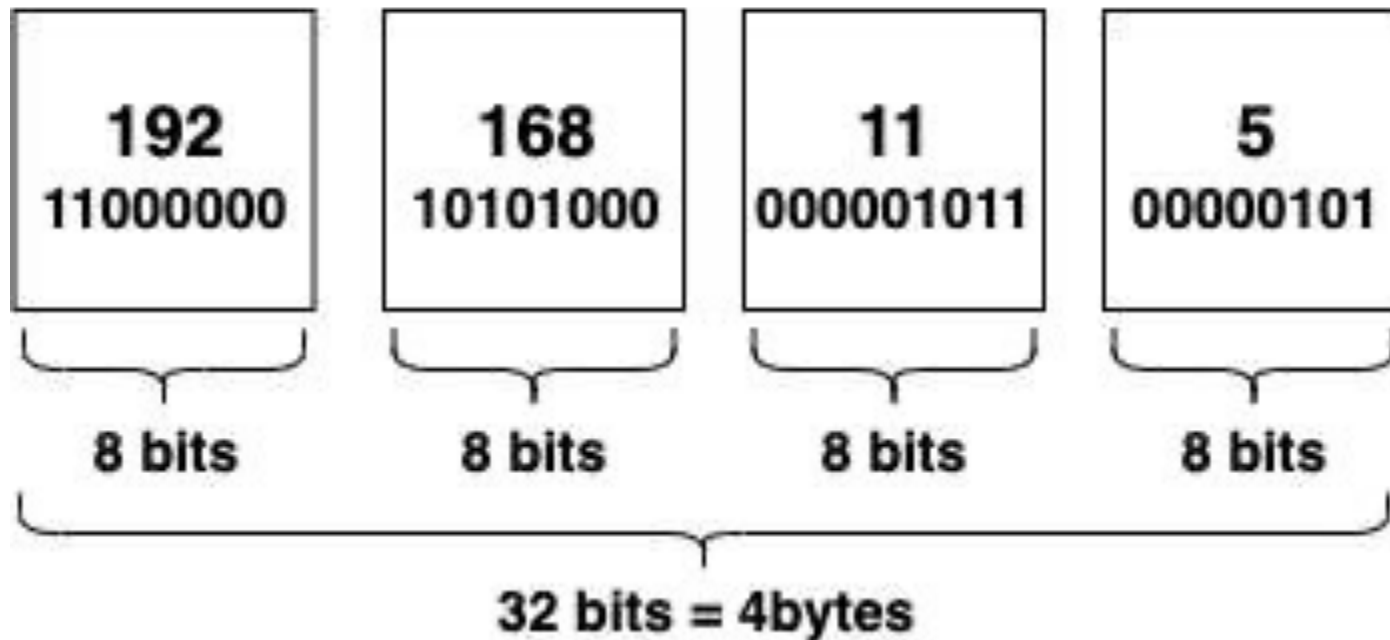 192 168 11 5
11000000 10101000 000001011 00000101
8 bits 8 bits 8 bits 8 bits
32 bits = 4bytes